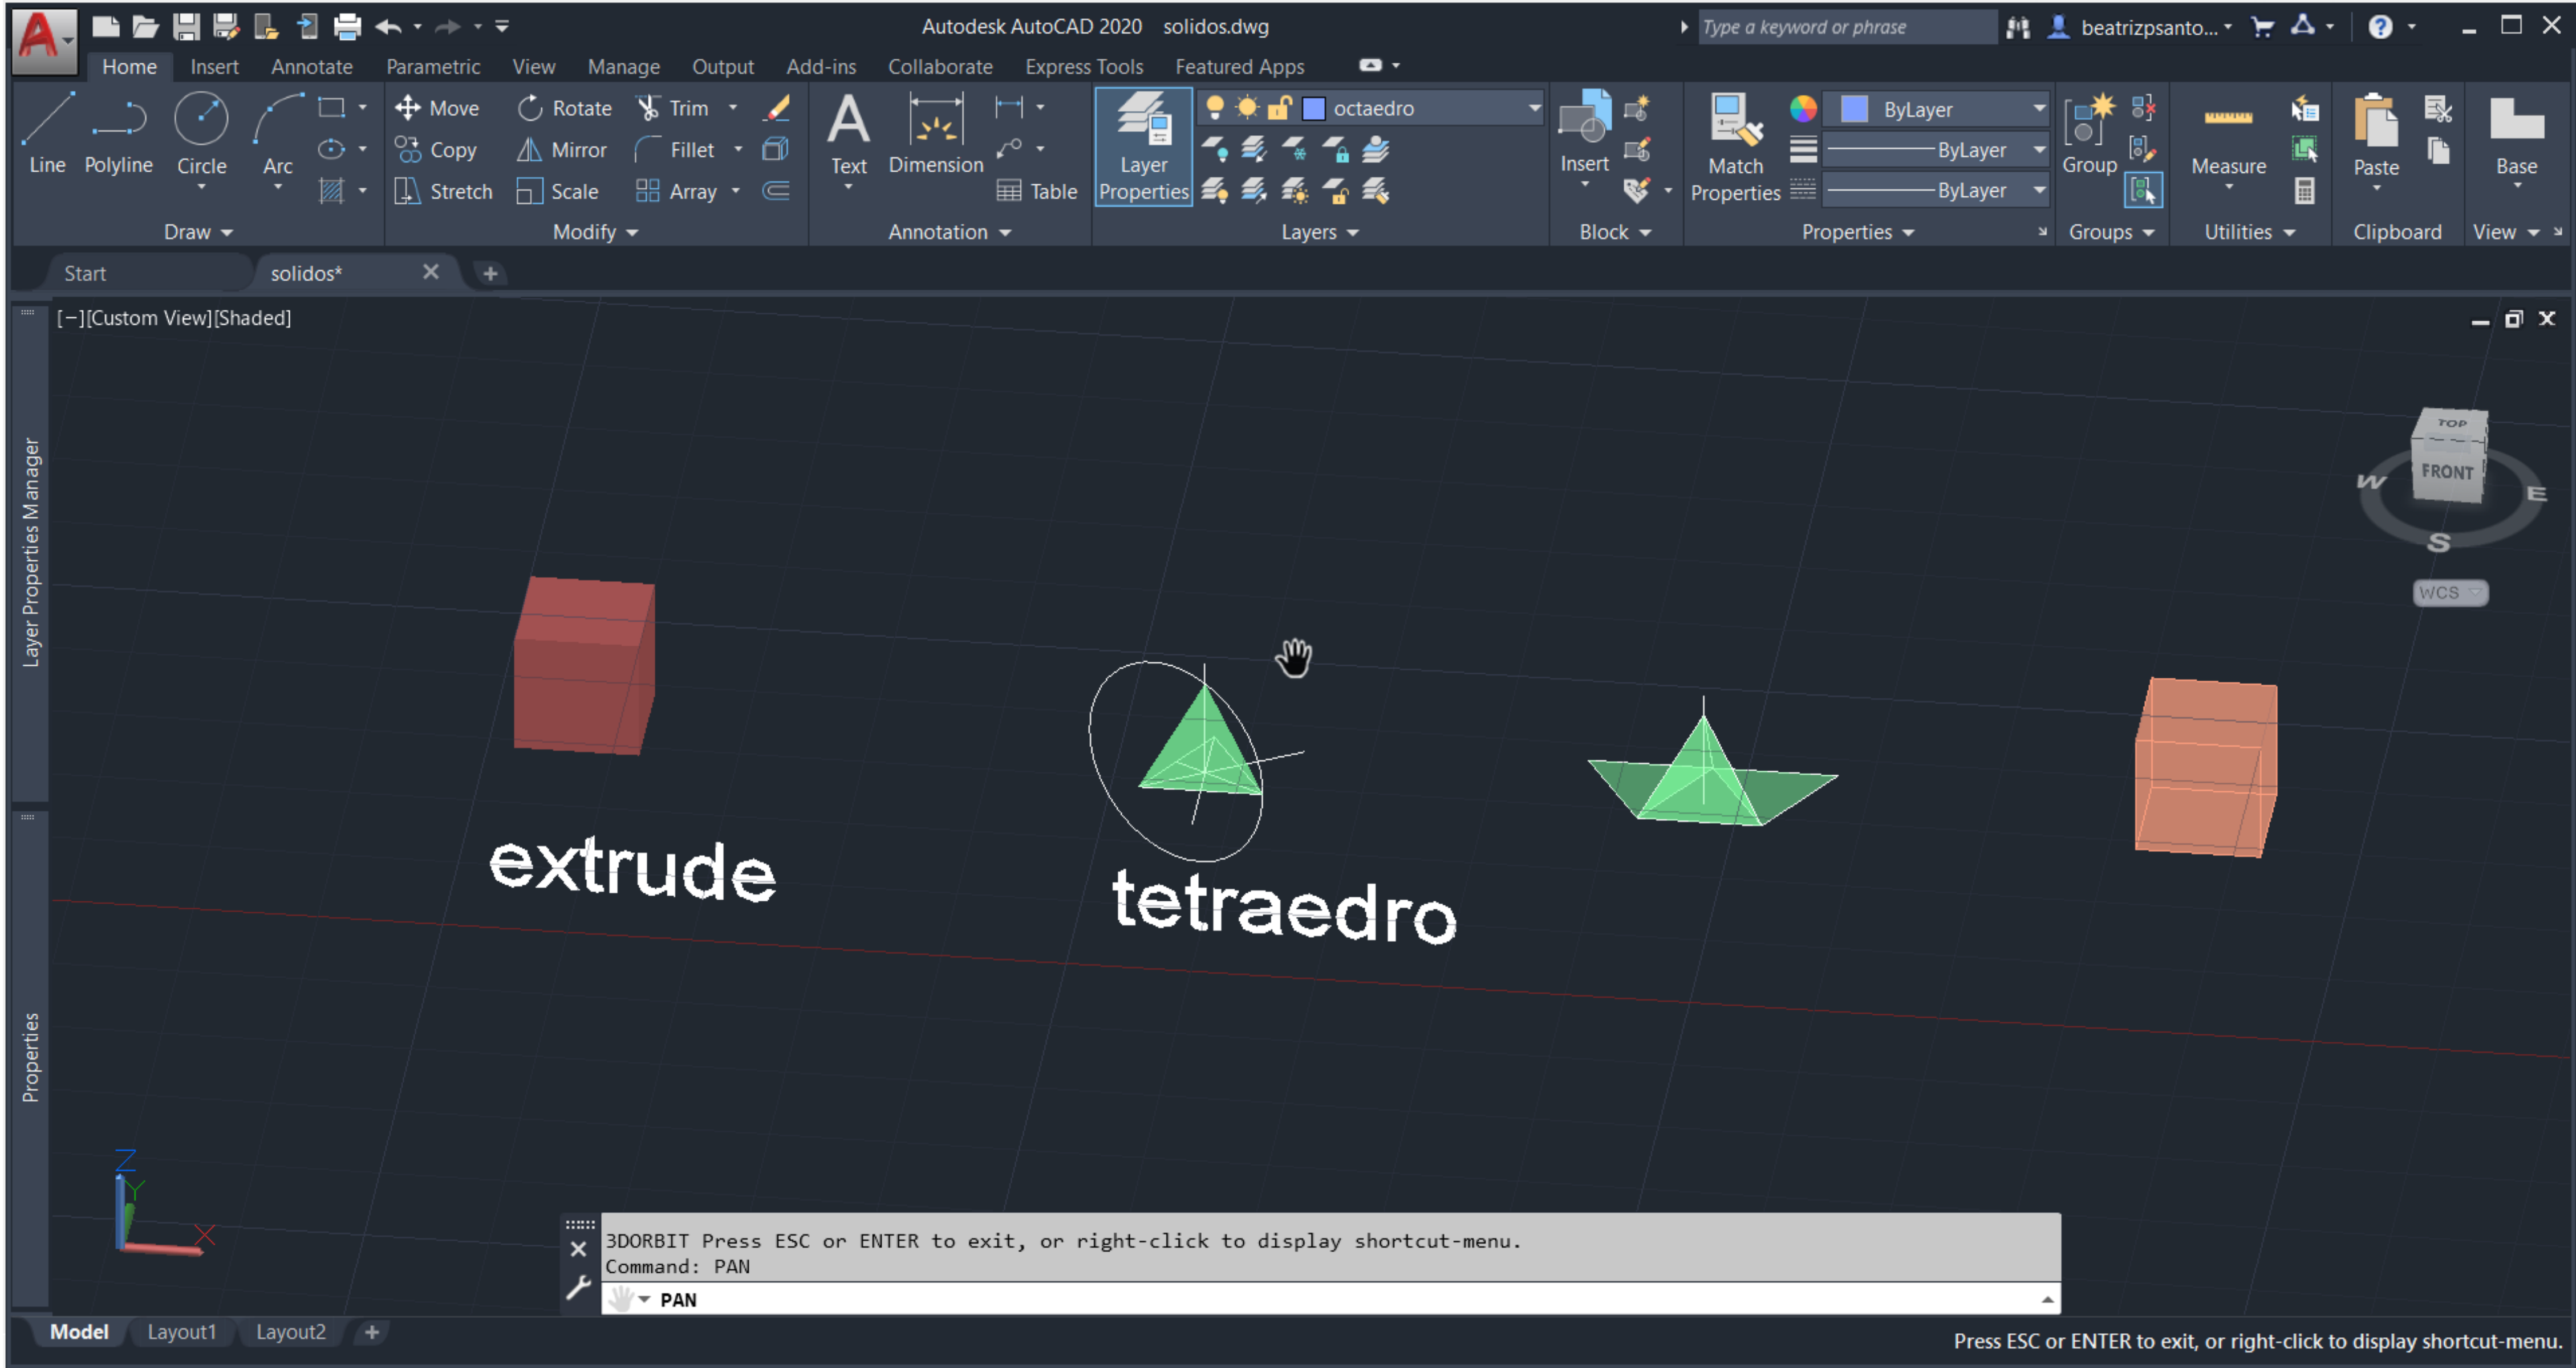 Autodesk AutoCAD 2020 solidos.dwg
Type a keyword or phrase
beatrizpsanto...
Home Insert Annotate Parametric View Manage Output Add-ins Collaborate Express Tools Featured Apps
Line Polyline Circle Arc
Move Rotate Trim
Copy Mirror Fillet
Stretch Scale Array
Text Dimension
Table
Layer Properties
octaedro
Insert
Match Properties
ByLayer
ByLayer
ByLayer
Group
Measure
Paste
Base
Draw Modify Annotation Layers Block Properties Groups Utilities Clipboard View
Start solidos*
[−][Custom View][Shaded]
Layer Properties Manager
Properties
TOP
FRONT
W E
S
WCS
extrude
tetraedro
Z
Y
X
3DORBIT Press ESC or ENTER to exit, or right-click to display shortcut-menu.
Command: PAN
PAN
Model Layout1 Layout2
Press ESC or ENTER to exit, or right-click to display shortcut-menu.